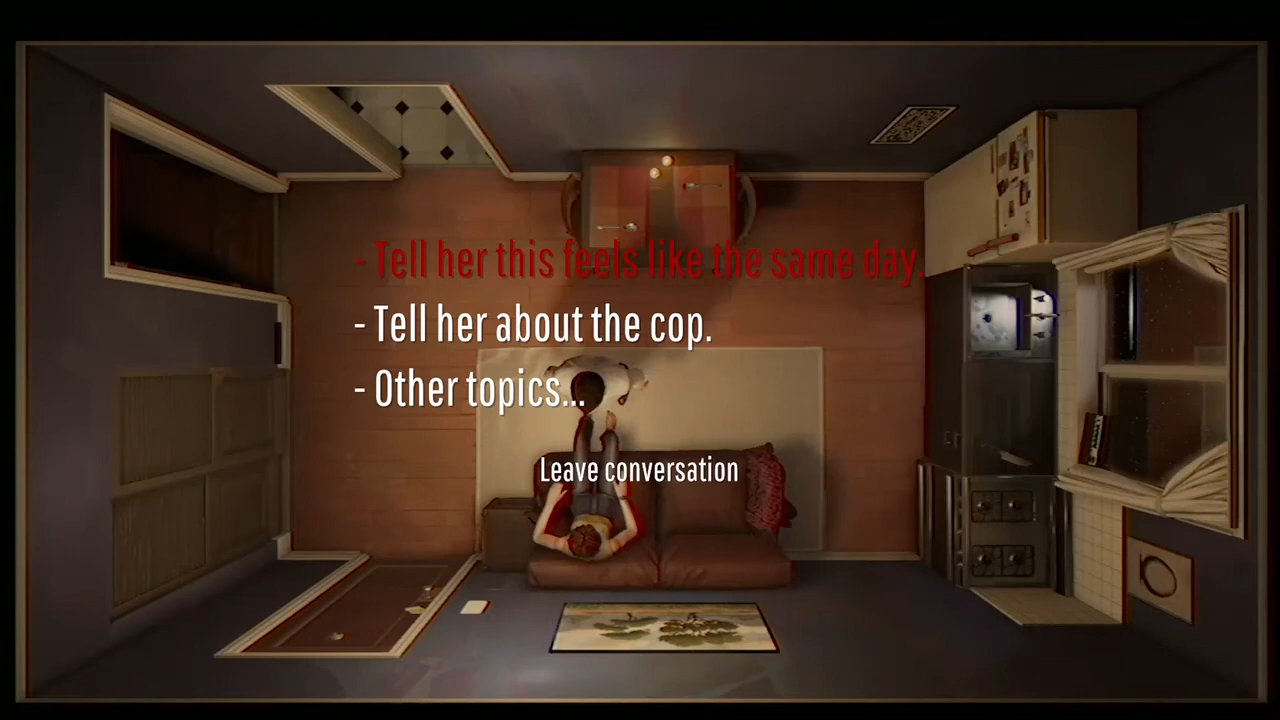 - Tell her this feels like the same day.
- Tell her about the cop.
- Other topics...
Leave conversation